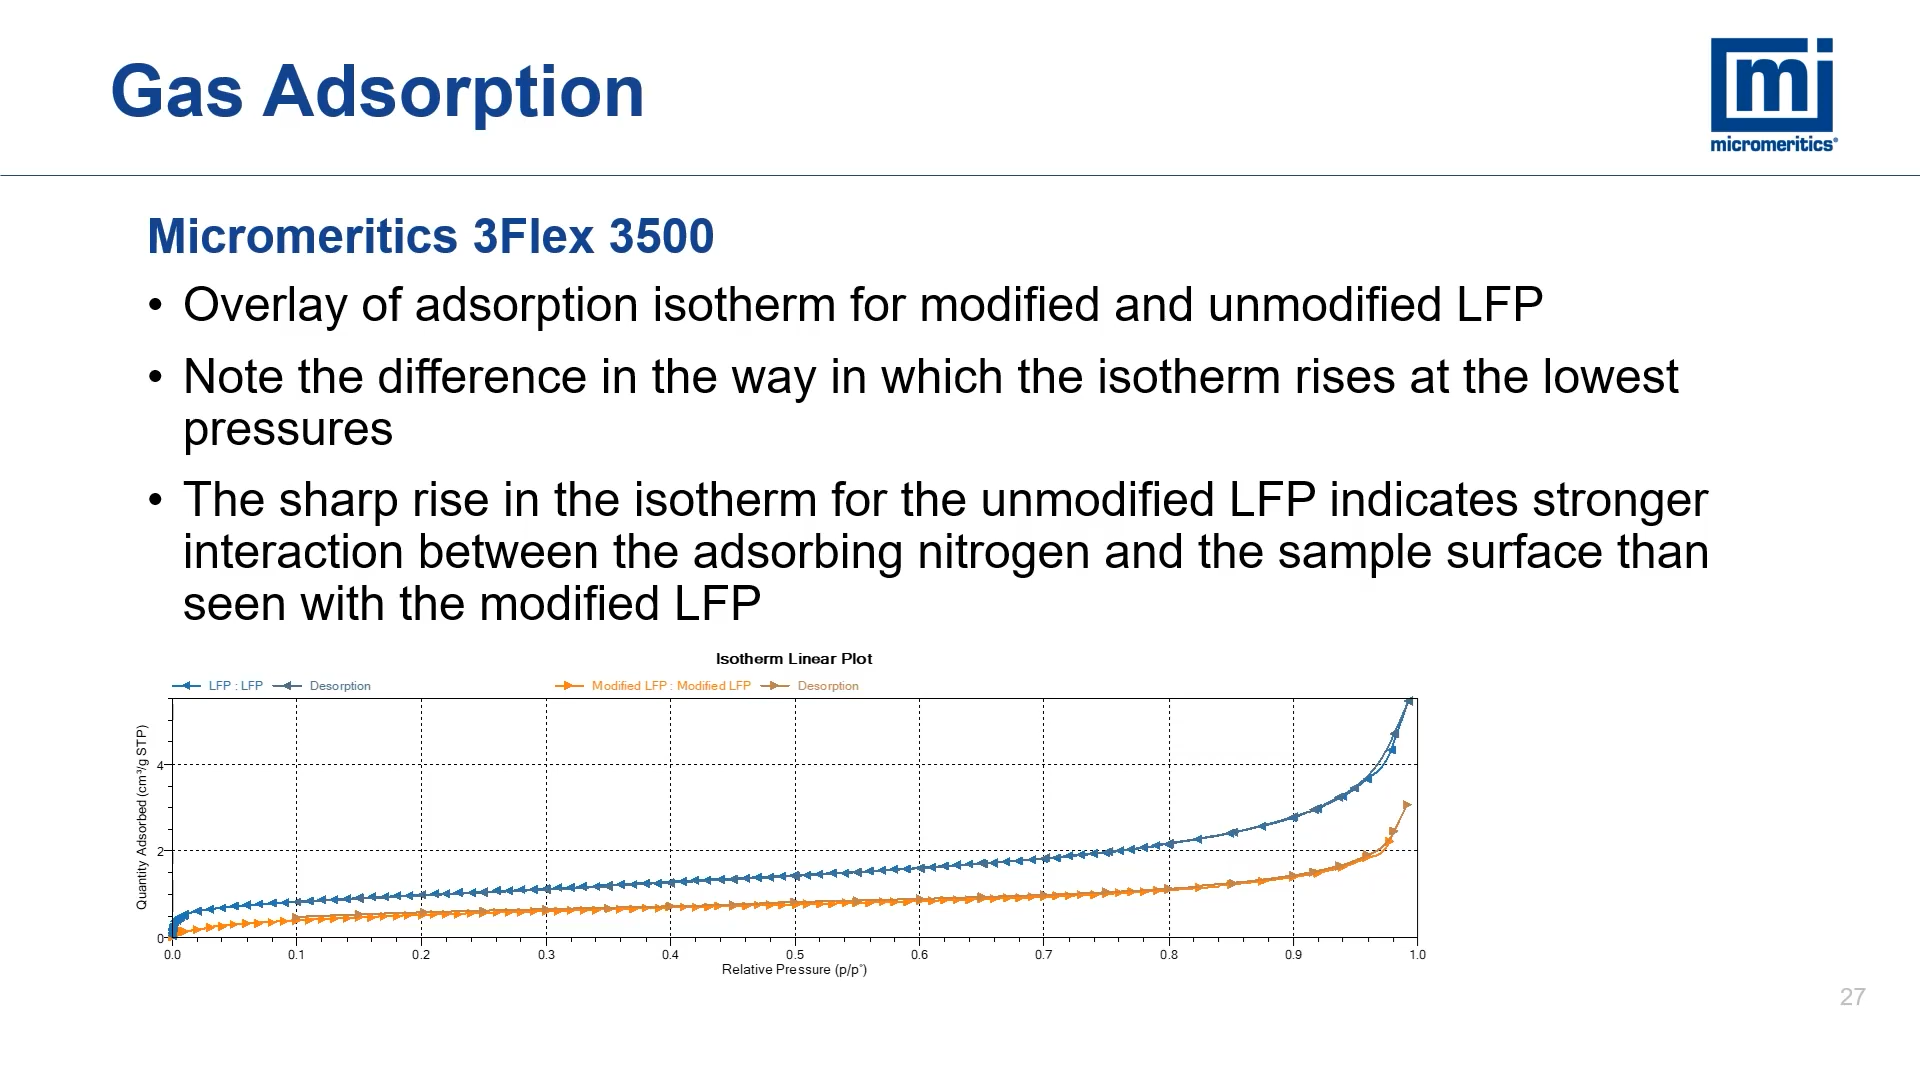 Gas Adsorption
mi
micromeritics®
Micromeritics 3Flex 3500
• Overlay of adsorption isotherm for modified and unmodified LFP
• Note the difference in the way in which the isotherm rises at the lowest
pressures
• The sharp rise in the isotherm for the unmodified LFP indicates stronger
interaction between the adsorbing nitrogen and the sample surface than
seen with the modified LFP
Isotherm Linear Plot
LFP : LFP Desorption Modified LFP : Modified LFP Desorption
Quantity Adsorbed (cm³/g STP)
4
2
0
0.0 0.1 0.2 0.3 0.4 0.5 0.6 0.7 0.8 0.9 1.0
Relative Pressure (p/p°)
27